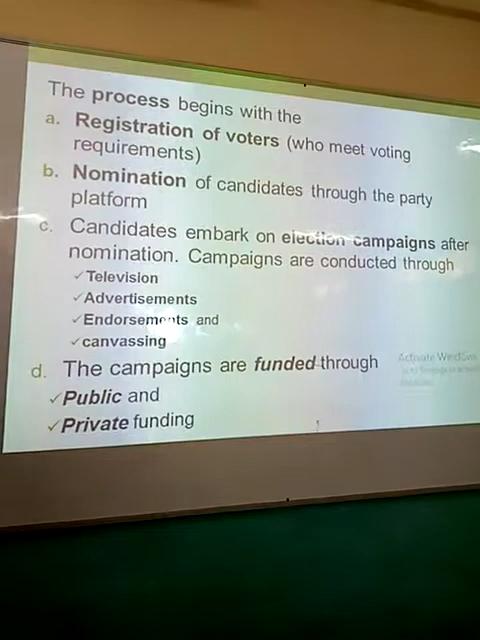 The process begins with the
a. Registration of voters (who meet voting
requirements)
b. Nomination of candidates through the party
platform
c. Candidates embark on election campaigns after
nomination. Campaigns are conducted through
✓Television
✓Advertisements
✓Endorsements and
✓canvassing
d. The campaigns are funded through
Activate Windows
✓Public and
✓Private funding